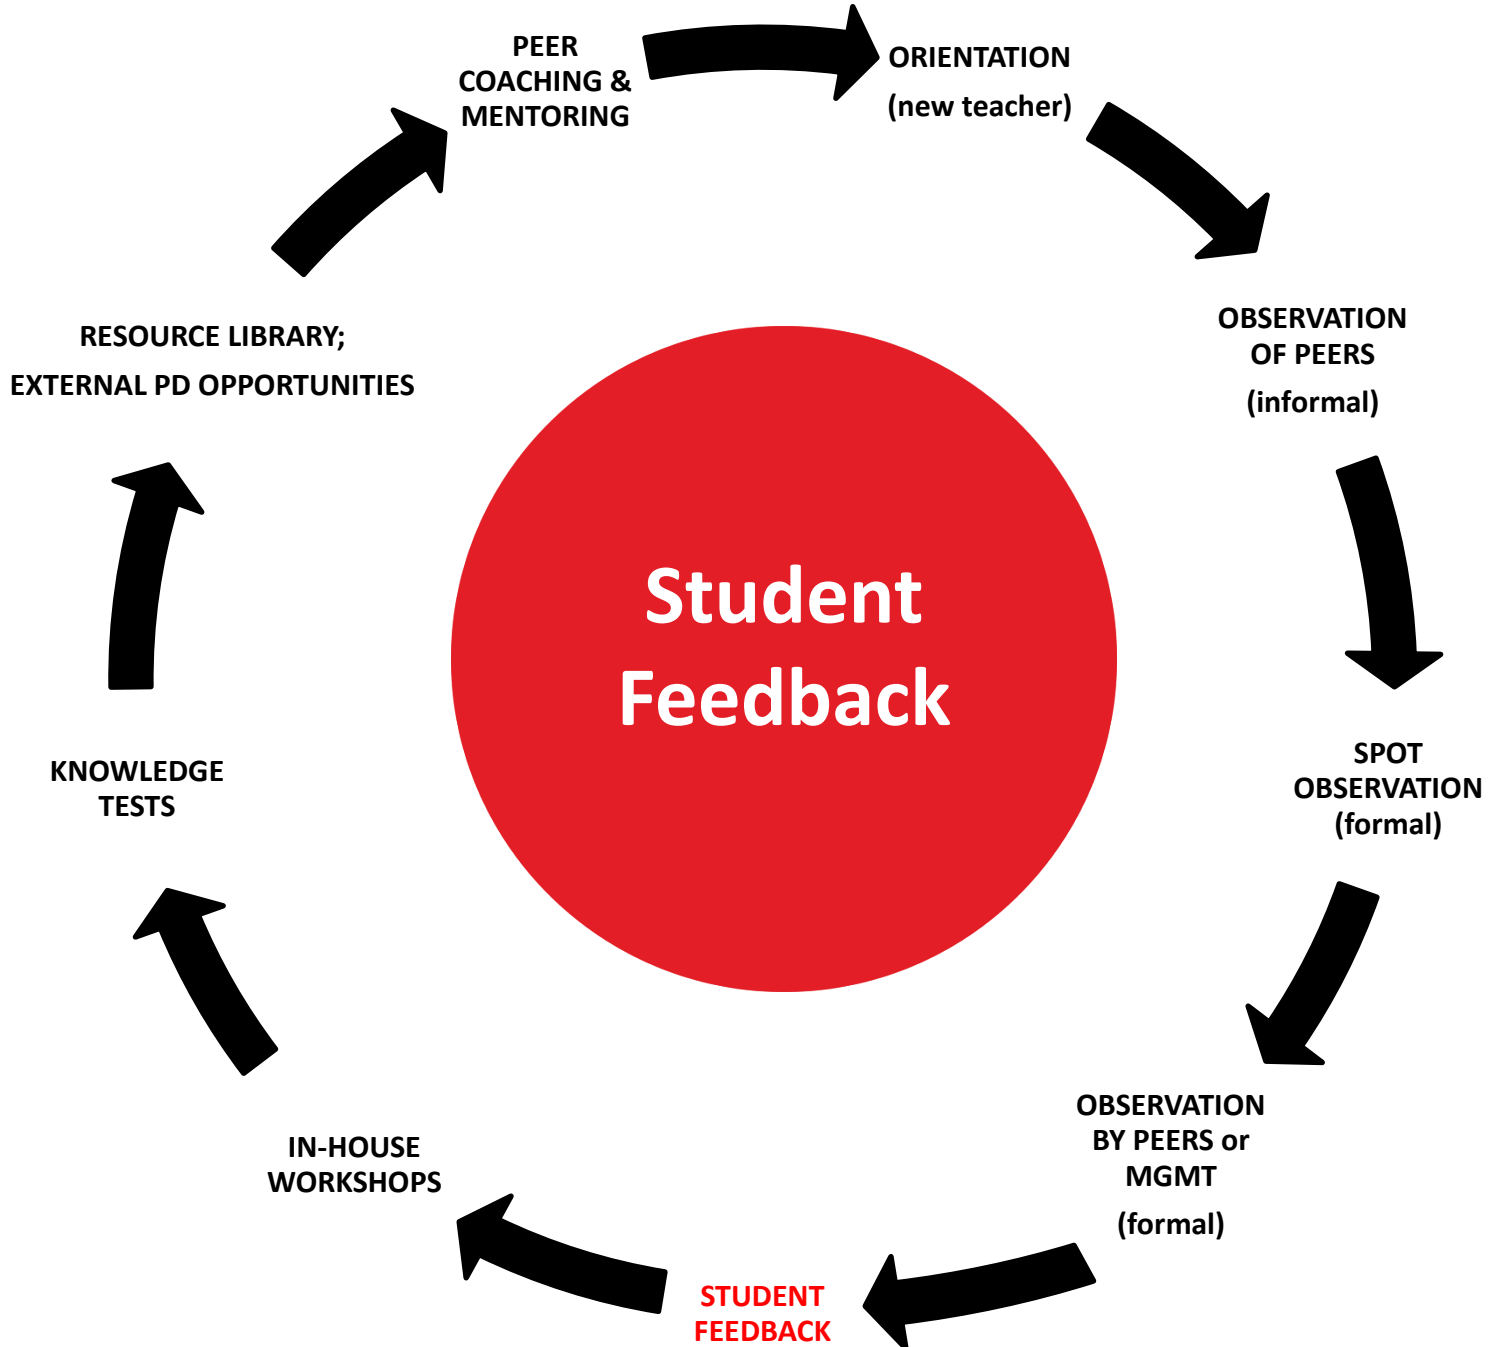 PEER
COACHING &
MENTORING
ORIENTATION
(new teacher)
OBSERVATION
OF PEERS
(informal)
SPOT
OBSERVATION
(formal)
OBSERVATION
BY PEERS or
MGMT
(formal)
STUDENT
FEEDBACK
IN-HOUSE
WORKSHOPS
KNOWLEDGE
TESTS
RESOURCE LIBRARY;
EXTERNAL PD OPPORTUNITIES
Student
Feedback